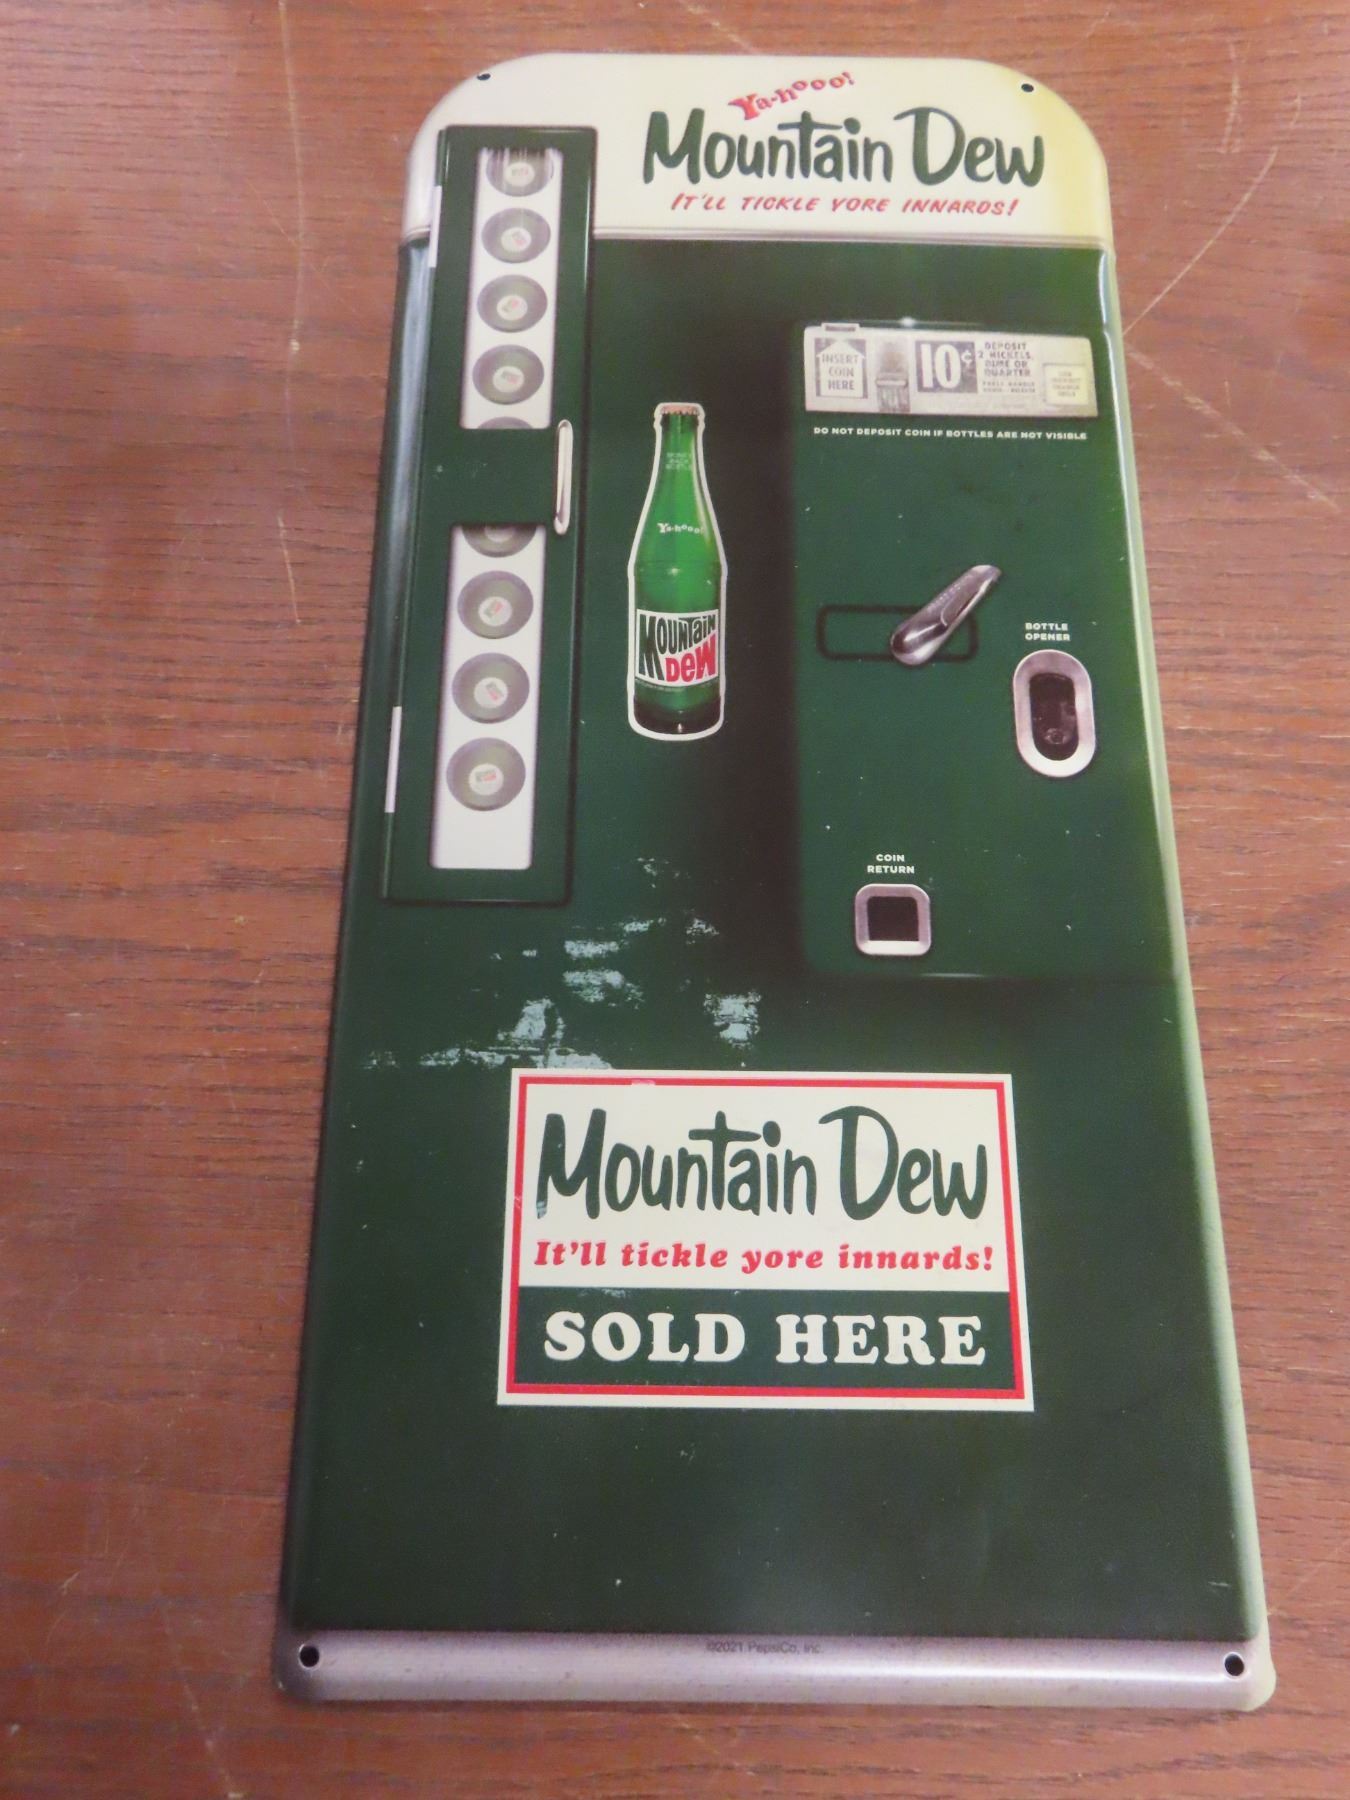 Ya-hooo!
Mountain Dew
IT'LL TICKLE YORE INNARDS!
INSERT
COIN
HERE
10¢
DEPOSIT
2 NICKELS,
DIME OR
QUARTER
DO NOT DEPOSIT COIN IF BOTTLES ARE NOT VISIBLE
Ya-hooo!
MOUNTAIN
DEW
BOTTLE
OPENER
COIN
RETURN
Mountain Dew
It'll tickle yore innards!
SOLD HERE
©2021 PepsiCo, Inc.